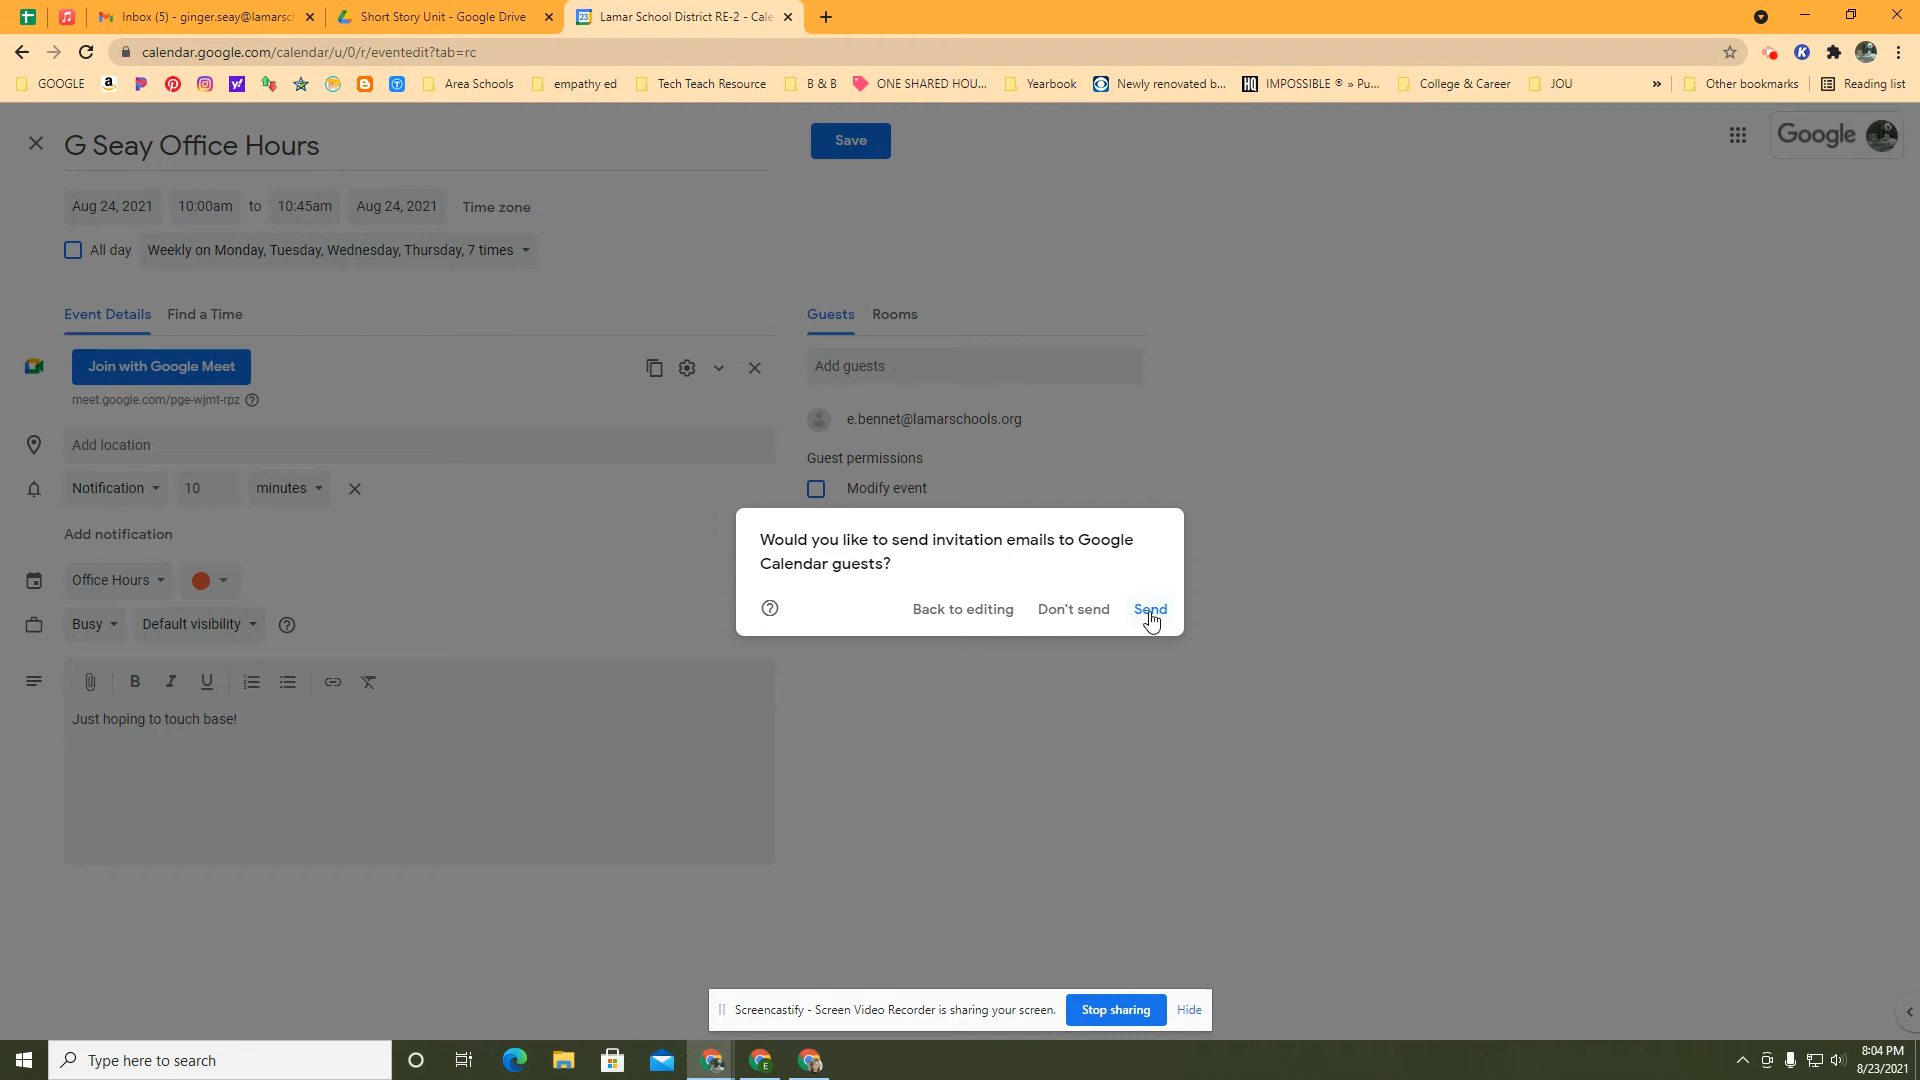 Inbox (5) - ginger.seay@lamarsc
Short Story Unit - Google Drive
Lamar School District RE-2 - Cale
calendar.google.com/calendar/u/0/r/eventedit?tab=rc
GOOGLE
Area Schools
empathy ed
Tech Teach Resource
B & B
ONE SHARED HOU...
Yearbook
Newly renovated b...
IMPOSSIBLE ® » Pu...
College & Career
JOU
»
Other bookmarks
Reading list
G Seay Office Hours
Save
Google
Aug 24, 2021 10:00am to 10:45am Aug 24, 2021 Time zone
All day Weekly on Monday, Tuesday, Wednesday, Thursday, 7 times
Event Details Find a Time
Guests Rooms
Join with Google Meet
Add guests
meet.google.com/pge-wjmt-rpz
e.bennet@lamarschools.org
Add location
Guest permissions
Notification 10 minutes
Modify event
Add notification
Would you like to send invitation emails to Google
Calendar guests?
Back to editing Don't send Send
Office Hours
Busy Default visibility
B I U
Just hoping to touch base!
Screencastify - Screen Video Recorder is sharing your screen. Stop sharing Hide
Type here to search
8:04 PM
8/23/2021